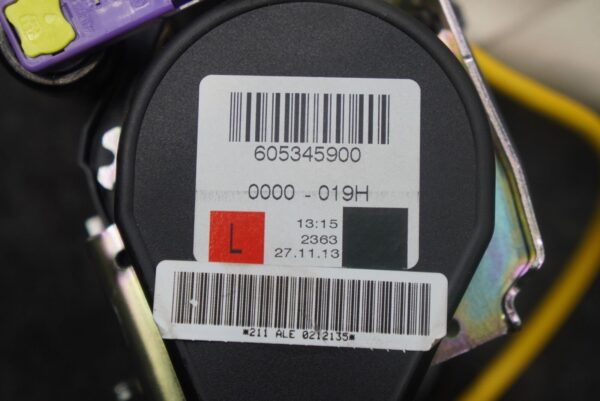 605345900
0000 - 019H
L
13:15
2363
27.11.13
*211 ALE 0212135*